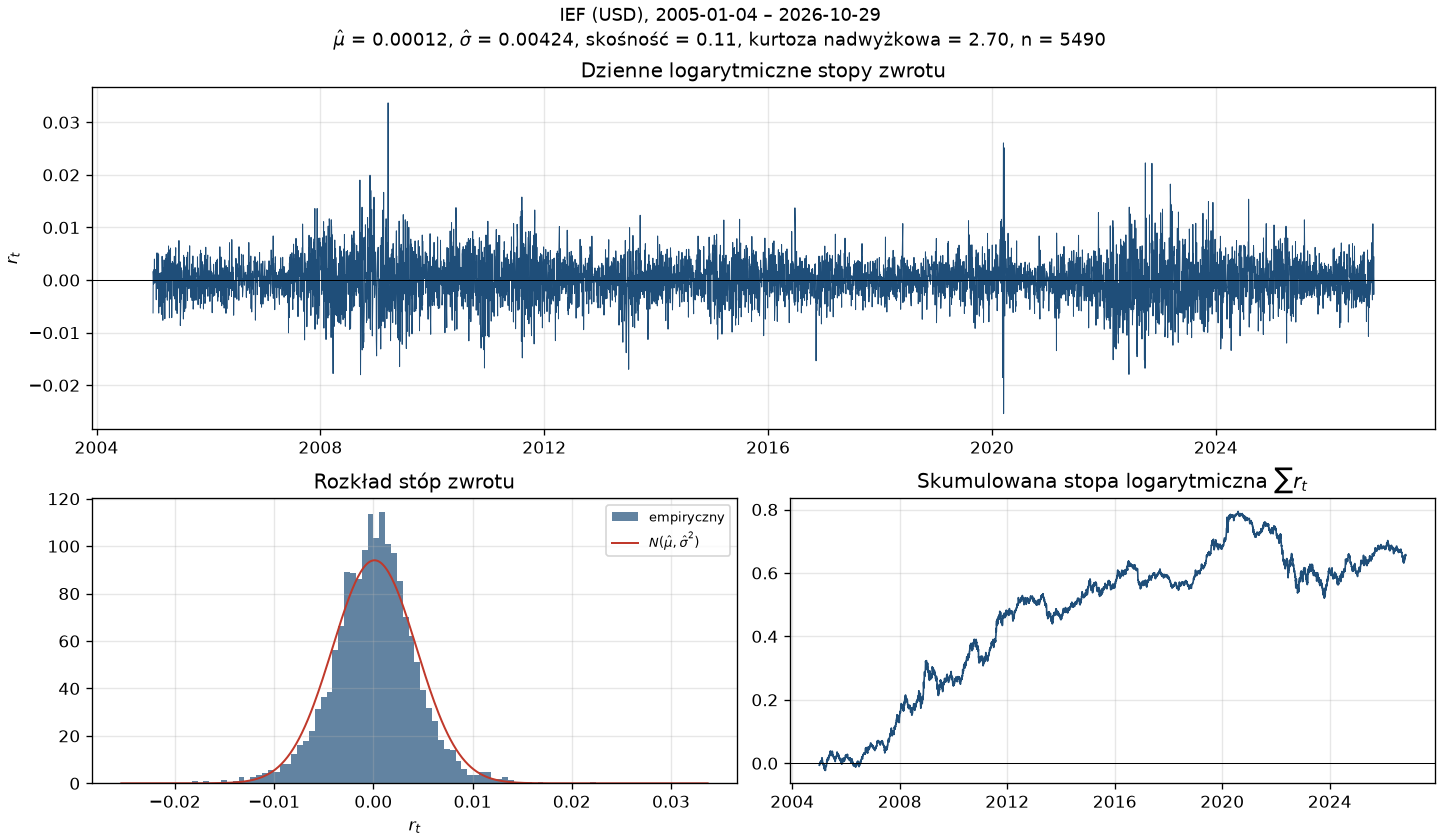 IEF (USD), 2005-01-04 – 2026-10-29
μ̂ = 0.00012, σ̂ = 0.00424, skośność = 0.11, kurtoza nadwyżkowa = 2.70, n = 5490
Dzienne logarytmiczne stopy zwrotu
0.03
0.02
0.01
0.00
−0.01
−0.02
r_t
2004 2008 2012 2016 2020 2024
Rozkład stóp zwrotu
120
100
80
60
40
20
0
empiryczny
N(μ̂, σ̂²)
−0.02 −0.01 0.00 0.01 0.02 0.03
r_t
Skumulowana stopa logarytmiczna ∑r_t
0.8
0.6
0.4
0.2
0.0
2004 2008 2012 2016 2020 2024